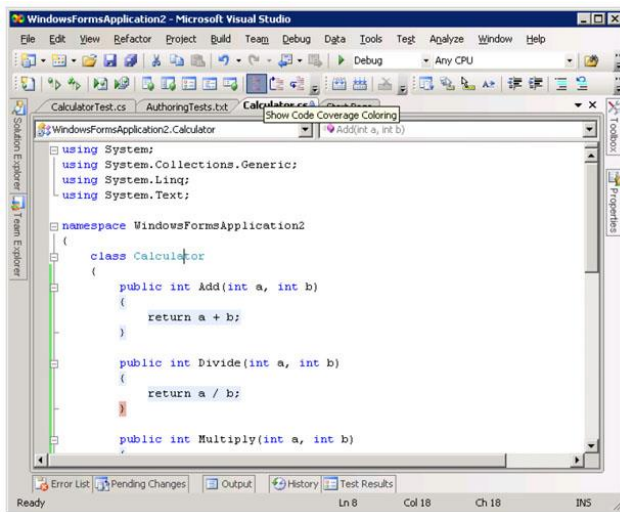 WindowsFormsApplication2 - Microsoft Visual Studio
File Edit View Refactor Project Build Team Debug Data Tools Test Analyze Window Help
Debug Any CPU
CalculatorTest.cs AuthoringTests.txt Calculator.cs
Show Code Coverage Coloring
WindowsFormsApplication2.Calculator Add(int a, int b)
Solution Explorer
Team Explorer
Toolbox
Properties
using System;
using System.Collections.Generic;
using System.Linq;
using System.Text;
namespace WindowsFormsApplication2
{
class Calculator
{
public int Add(int a, int b)
{
return a + b;
}
public int Divide(int a, int b)
{
return a / b;
}
public int Multiply(int a, int b)
Error List Pending Changes Output History Test Results
Ready Ln 8 Col 18 Ch 18 INS